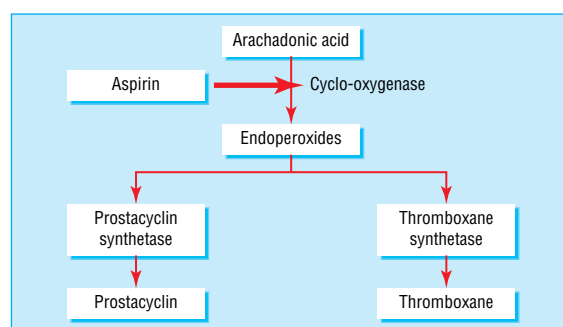 Arachadonic acid
Aspirin
Cyclo-oxygenase
Endoperoxides
Prostacyclin
synthetase
Thromboxane
synthetase
Prostacyclin
Thromboxane